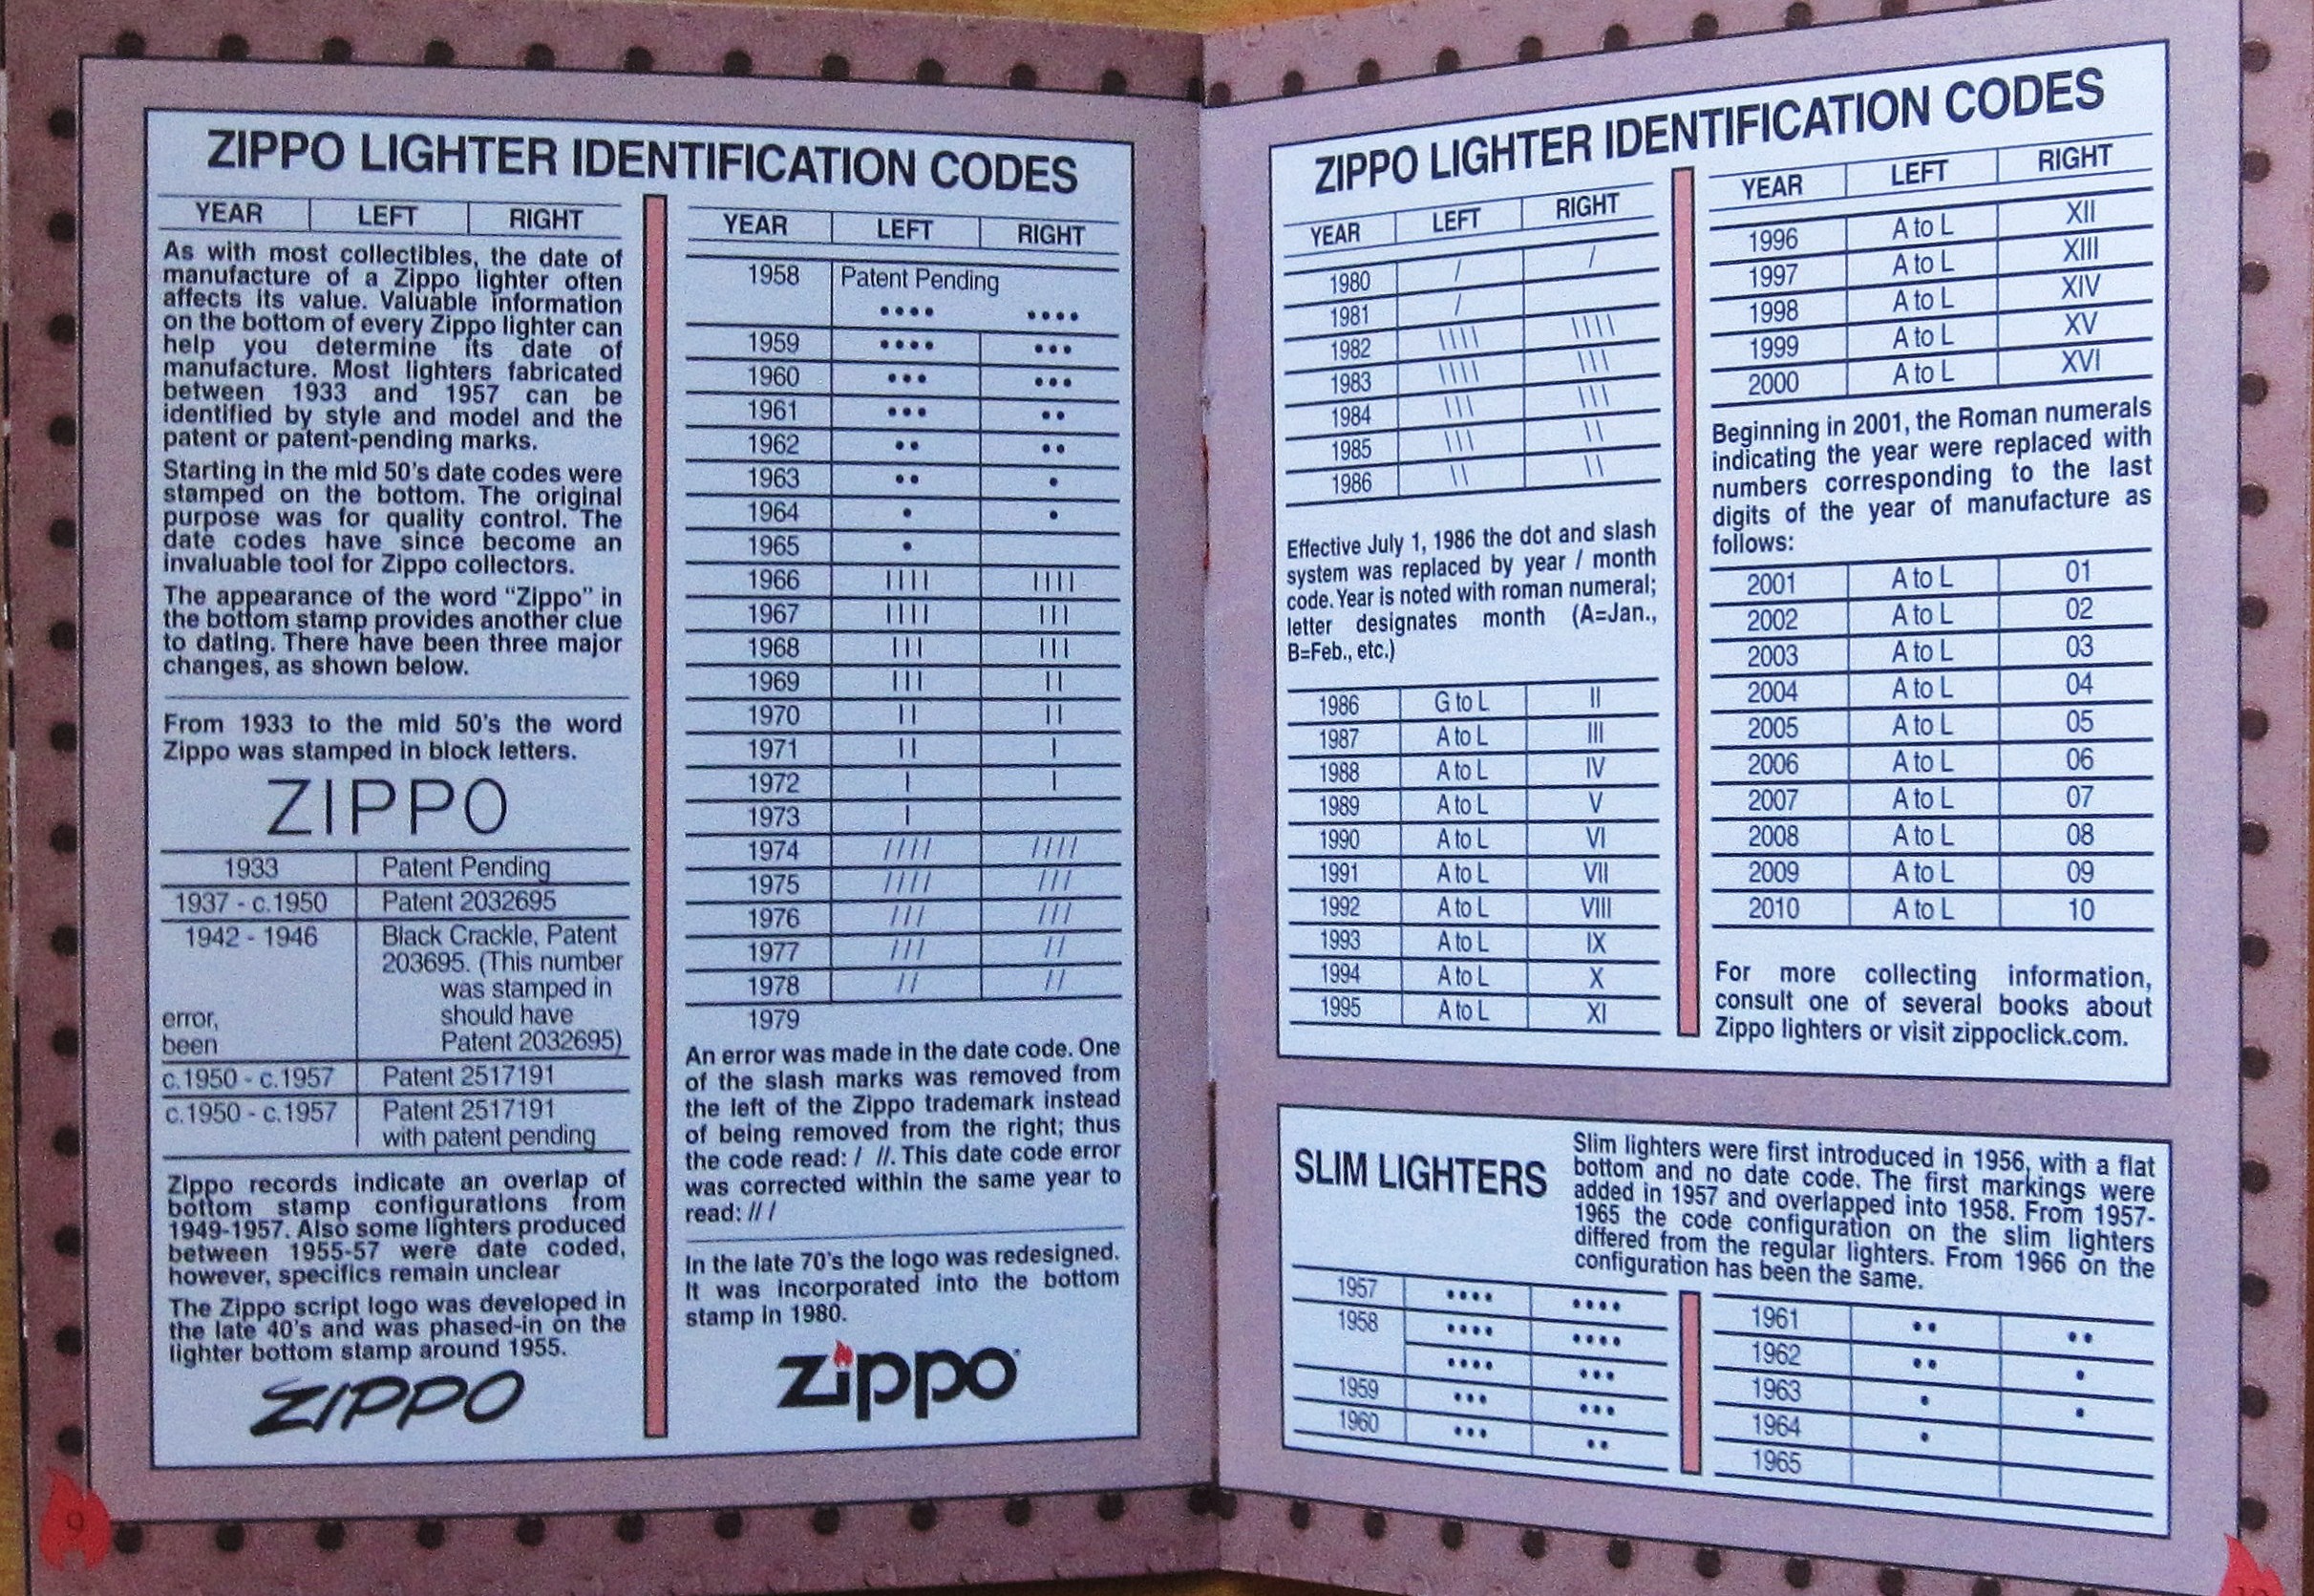 ZIPPO LIGHTER IDENTIFICATION CODES
YEAR LEFT RIGHT
As with most collectibles, the date of
manufacture of a Zippo lighter often
affects its value. Valuable information
on the bottom of every Zippo lighter can
help you determine its date of
manufacture. Most lighters fabricated
between 1933 and 1957 can be
identified by style and model and the
patent or patent-pending marks.
Starting in the mid 50's date codes were
stamped on the bottom. The original
purpose was for quality control. The
date codes have since become an
invaluable tool for Zippo collectors.
The appearance of the word “Zippo” in
the bottom stamp provides another clue
to dating. There have been three major
changes, as shown below.
From 1933 to the mid 50's the word
Zippo was stamped in block letters.
ZIPPO
1933 Patent Pending
1937 - c.1950 Patent 2032695
1942 - 1946 Black Crackle, Patent
203695. (This number
was stamped in
error, should have
been Patent 2032695)
c.1950 - c.1957 Patent 2517191
c.1950 - c.1957 Patent 2517191
with patent pending
Zippo records indicate an overlap of
bottom stamp configurations from
1949-1957. Also some lighters produced
between 1955-57 were date coded,
however, specifics remain unclear
The Zippo script logo was developed in
the late 40's and was phased-in on the
lighter bottom stamp around 1955.
ZIPPO
YEAR LEFT RIGHT
1958 Patent Pending
•••• ••••
1959 •••• •••
1960 ••• •••
1961 ••• ••
1962 •• ••
1963 •• •
1964 • •
1965 •
1966 |||| ||||
1967 |||| |||
1968 ||| |||
1969 ||| ||
1970 || ||
1971 || |
1972 | |
1973 |
1974 //// ////
1975 //// ///
1976 /// ///
1977 /// //
1978 // //
1979
An error was made in the date code. One
of the slash marks was removed from
the left of the Zippo trademark instead
of being removed from the right; thus
the code read: / //. This date code error
was corrected within the same year to
read: // /
In the late 70's the logo was redesigned.
It was incorporated into the bottom
stamp in 1980.
zippo
9
ZIPPO LIGHTER IDENTIFICATION CODES
YEAR LEFT RIGHT
1980 / /
1981 /
1982 \\\\ \\\\
1983 \\\\ \\\
1984 \\\ \\\
1985 \\\ \\
1986 \\ \\
Effective July 1, 1986 the dot and slash
system was replaced by year / month
code. Year is noted with roman numeral;
letter designates month (A=Jan.,
B=Feb., etc.)
1986 G to L II
1987 A to L III
1988 A to L IV
1989 A to L V
1990 A to L VI
1991 A to L VII
1992 A to L VIII
1993 A to L IX
1994 A to L X
1995 A to L XI
YEAR LEFT RIGHT
1996 A to L XII
1997 A to L XIII
1998 A to L XIV
1999 A to L XV
2000 A to L XVI
Beginning in 2001, the Roman numerals
indicating the year were replaced with
numbers corresponding to the last
digits of the year of manufacture as
follows:
2001 A to L 01
2002 A to L 02
2003 A to L 03
2004 A to L 04
2005 A to L 05
2006 A to L 06
2007 A to L 07
2008 A to L 08
2009 A to L 09
2010 A to L 10
For more collecting information,
consult one of several books about
Zippo lighters or visit zippoclick.com.
SLIM LIGHTERS
Slim lighters were first introduced in 1956, with a flat
bottom and no date code. The first markings were
added in 1957 and overlapped into 1958. From 1957-
1965 the code configuration on the slim lighters
differed from the regular lighters. From 1966 on the
configuration has been the same.
1957 •••• ••••
1958 •••• ••••
•••• •••
1959 ••• •••
1960 ••• ••
1961 •• ••
1962 •• •
1963 • •
1964 •
1965